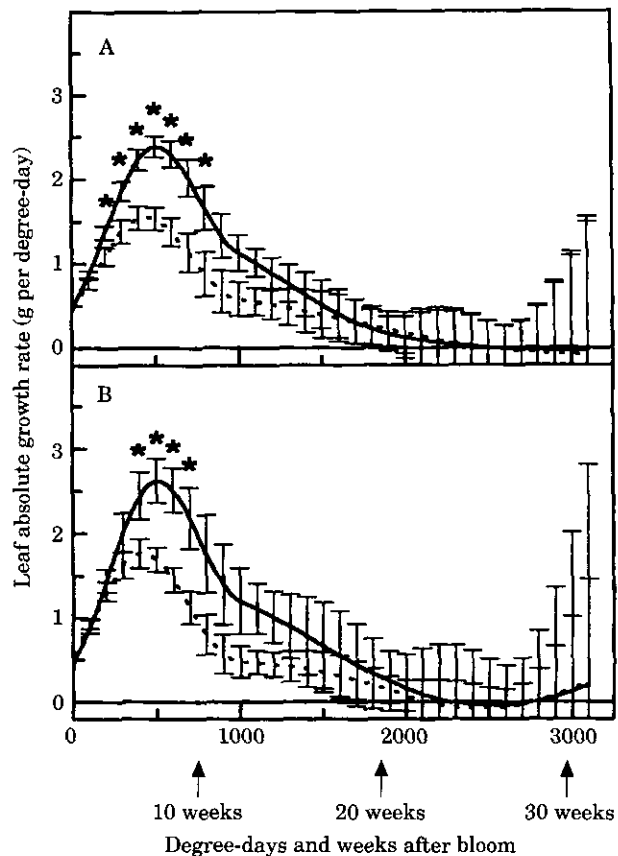 A
* * * * * * *
3
2
1
0
Leaf absolute growth rate (g per degree-day)
B
* * * *
3
2
1
0
0 1000 2000 3000
10 weeks 20 weeks 30 weeks
Degree-days and weeks after bloom